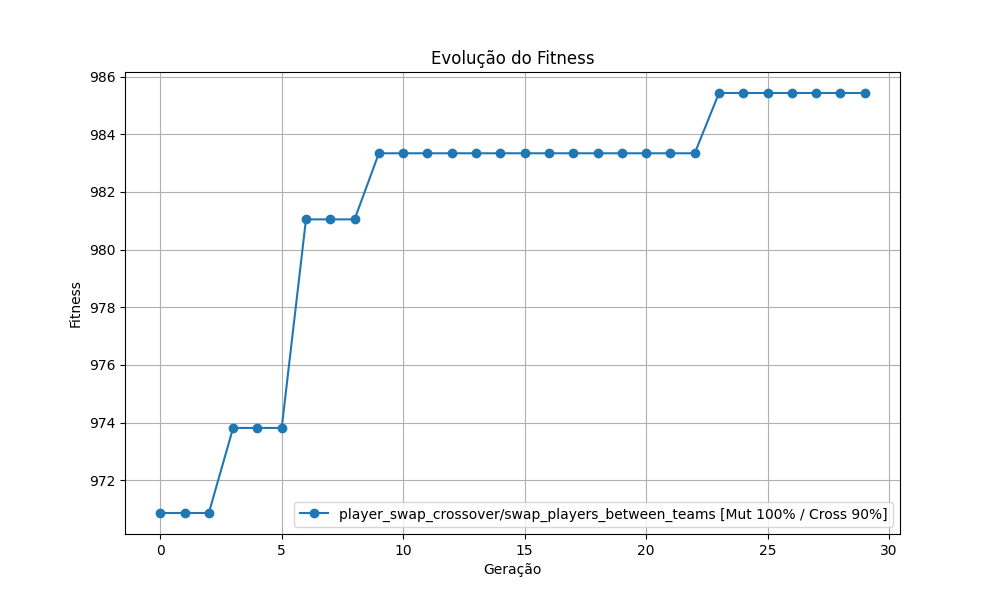 Evolução do Fitness
Fitness
986
984
982
980
978
976
974
972
0 5 10 15 20 25 30
Geração
player_swap_crossover/swap_players_between_teams [Mut 100% / Cross 90%]